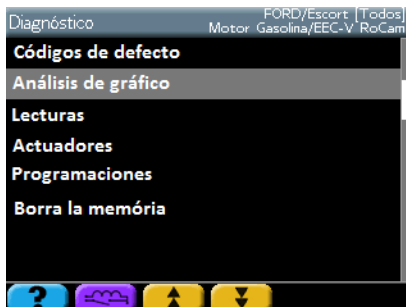 Diagnóstico
FORD/Escort [Todos]
Motor Gasolina/EEC-V RoCam
Códigos de defecto
Análisis de gráfico
Lecturas
Actuadores
Programaciones
Borra la memória
?